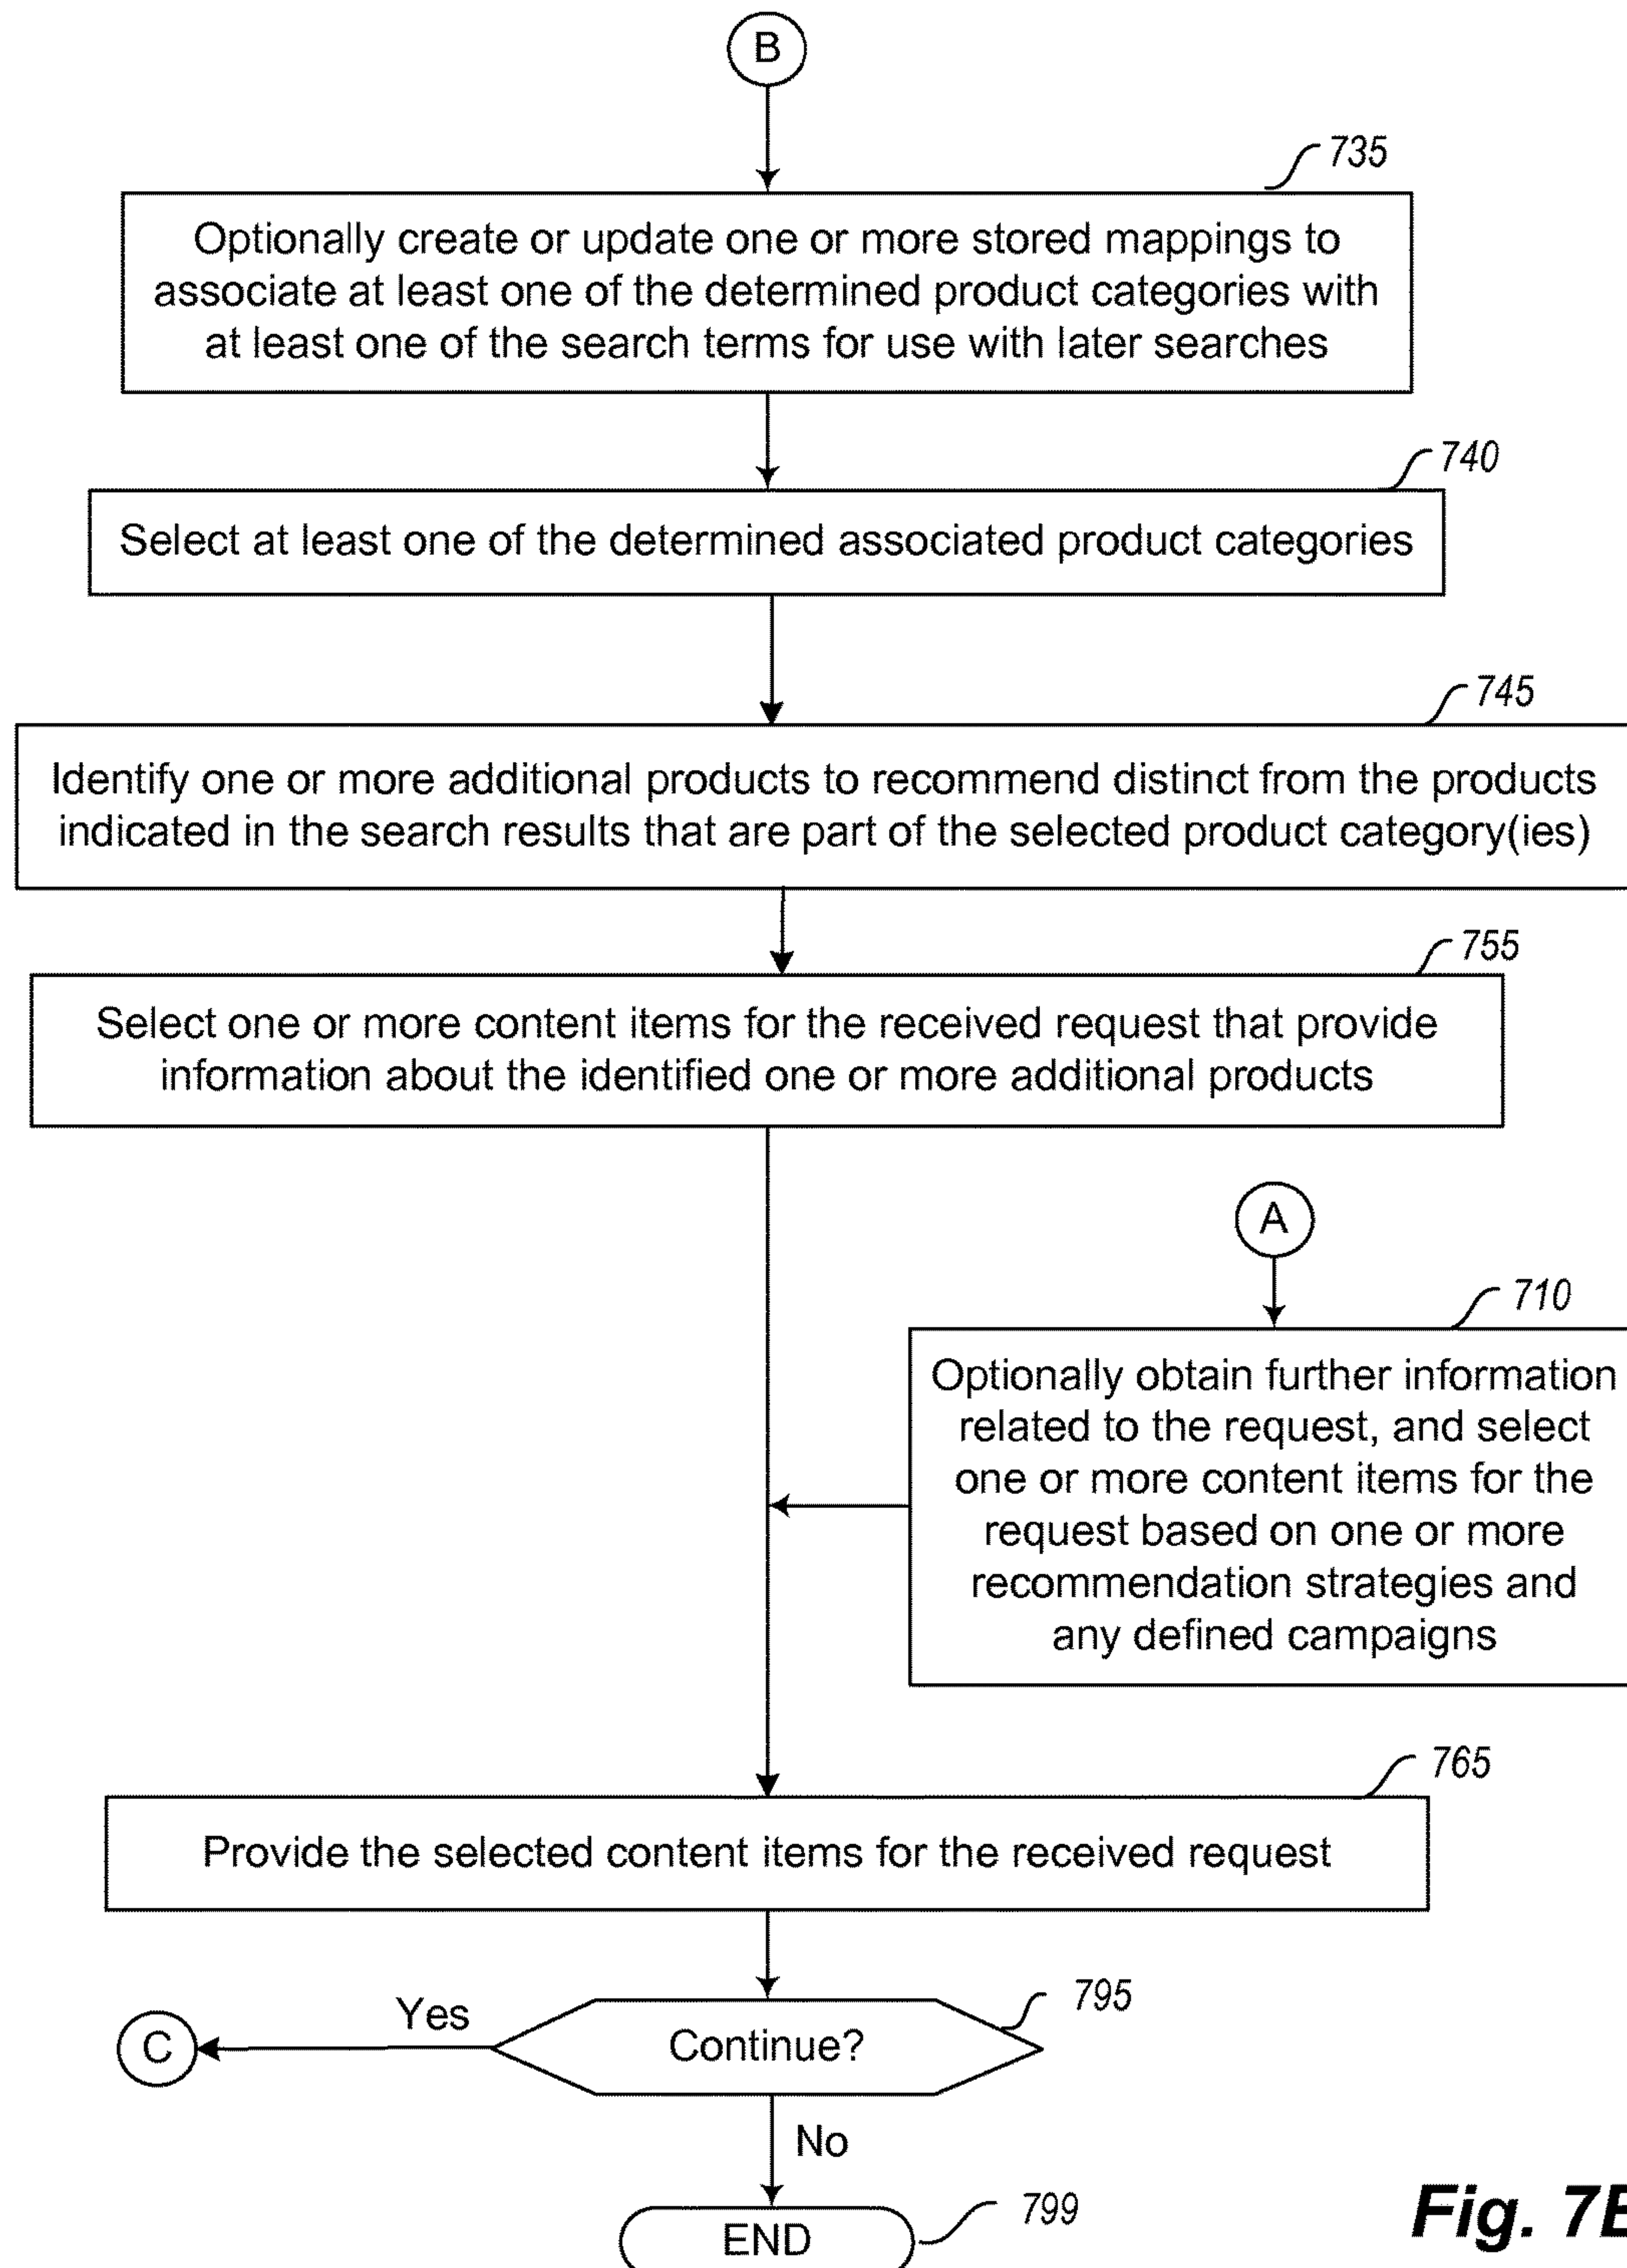 B
735
Optionally create or update one or more stored mappings to
associate at least one of the determined product categories with
at least one of the search terms for use with later searches
740
Select at least one of the determined associated product categories
745
Identify one or more additional products to recommend distinct from the products
indicated in the search results that are part of the selected product category(ies)
755
Select one or more content items for the received request that provide
information about the identified one or more additional products
A
710
Optionally obtain further information
related to the request, and select
one or more content items for the
request based on one or more
recommendation strategies and
any defined campaigns
765
Provide the selected content items for the received request
795
Continue?
Yes
C
No
799
END
Fig. 7B